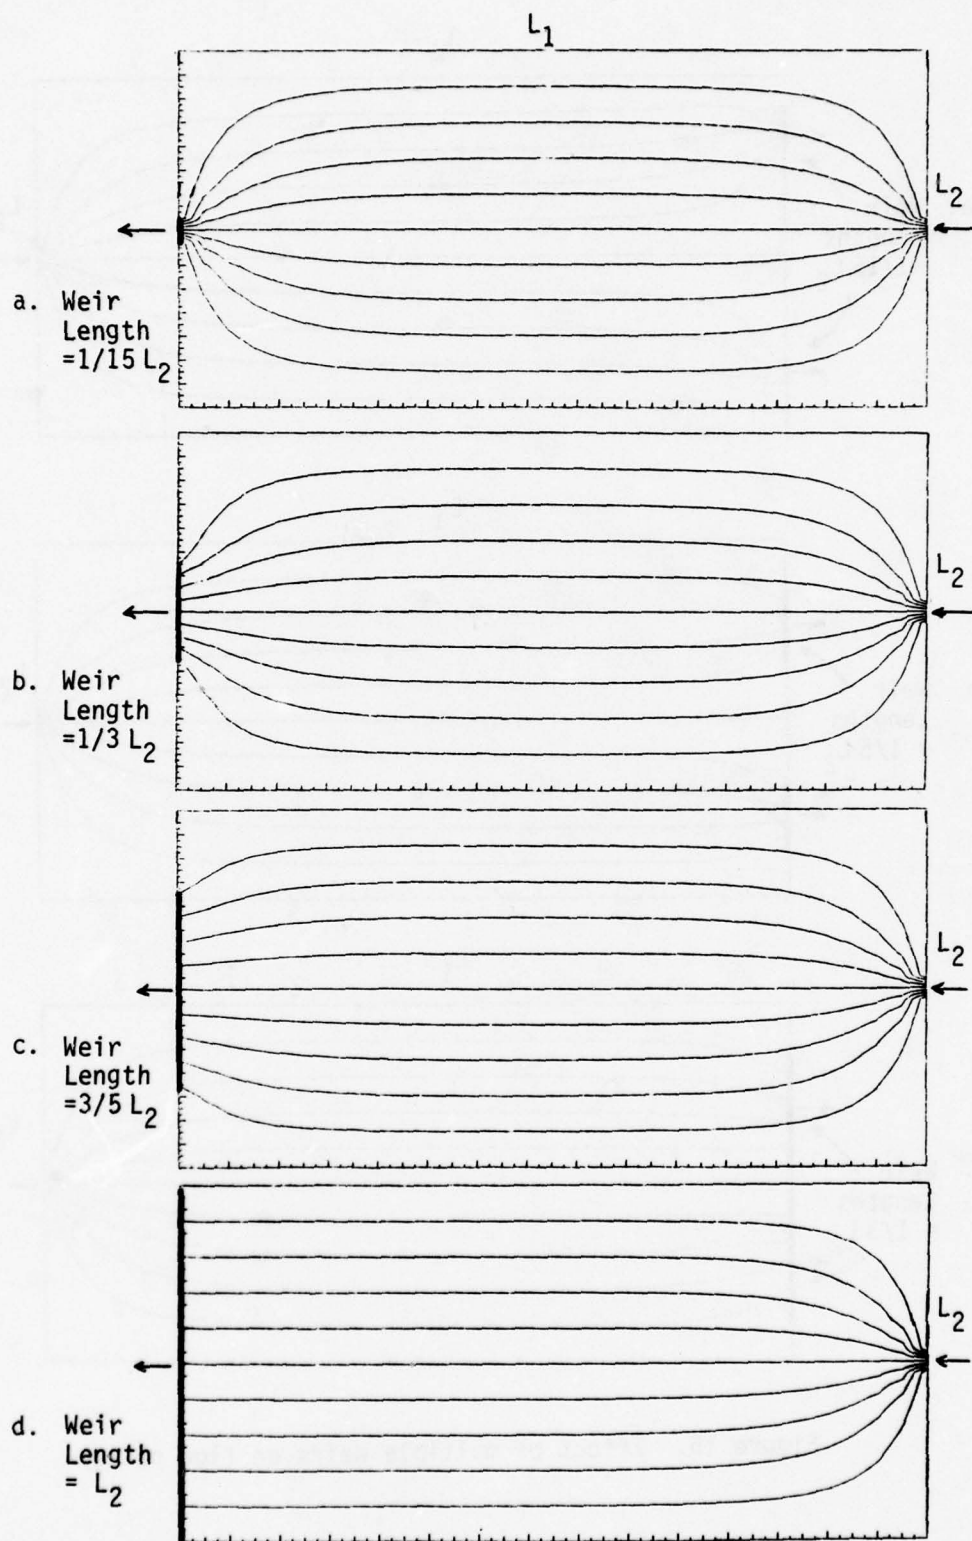 L1
L2
a. Weir
Length
=1/15 L2
L2
b. Weir
Length
=1/3 L2
L2
c. Weir
Length
=3/5 L2
L2
d. Weir
Length
= L2